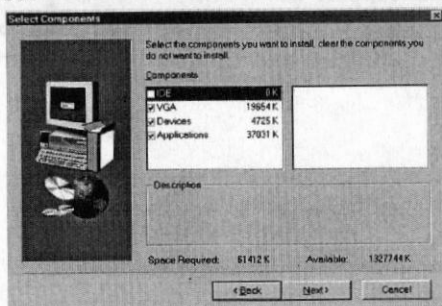 Select Components
Select the components you want to install, clear the components you
do not want to install.
Components
IDE 0 K
VGA 19654 K
Devices 4725 K
Applications 37031 K
Description
Space Required: 61412 K
Available: 1327744 K
< Back
Next >
Cancel